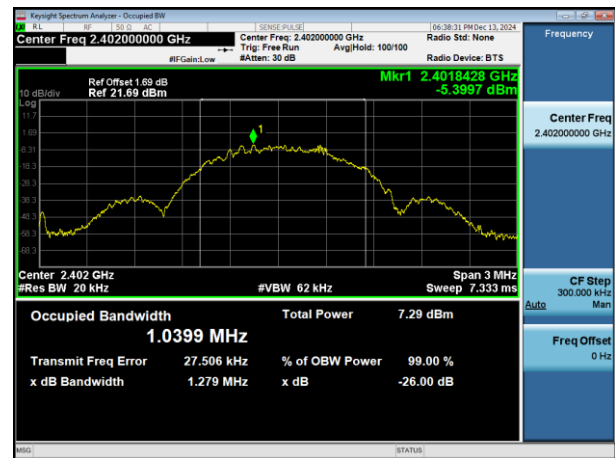 Keysight Spectrum Analyzer - Occupied BW
RL RF 50 Ω AC SENSE:PULSE 06:38:31 PM Dec 13, 2024
Center Freq 2.402000000 GHz Center Freq: 2.402000000 GHz Radio Std: None Frequency
Trig: Free Run Avg|Hold: 100/100
#IFGain:Low #Atten: 30 dB Radio Device: BTS
Ref Offset 1.69 dB Mkr1 2.4018428 GHz
10 dB/div Ref 21.69 dBm -5.3997 dBm
Log
11.7
1.69
-8.31
-18.3
-28.3
-38.3
-48.3
-58.3
-68.3
1
Center Freq
2.402000000 GHz
Center 2.402 GHz Span 3 MHz
#Res BW 20 kHz #VBW 62 kHz Sweep 7.333 ms
CF Step
300.000 kHz
Auto Man
Occupied Bandwidth Total Power 7.29 dBm
1.0399 MHz
Freq Offset
0 Hz
Transmit Freq Error 27.506 kHz % of OBW Power 99.00 %
x dB Bandwidth 1.279 MHz x dB -26.00 dB
MSG STATUS